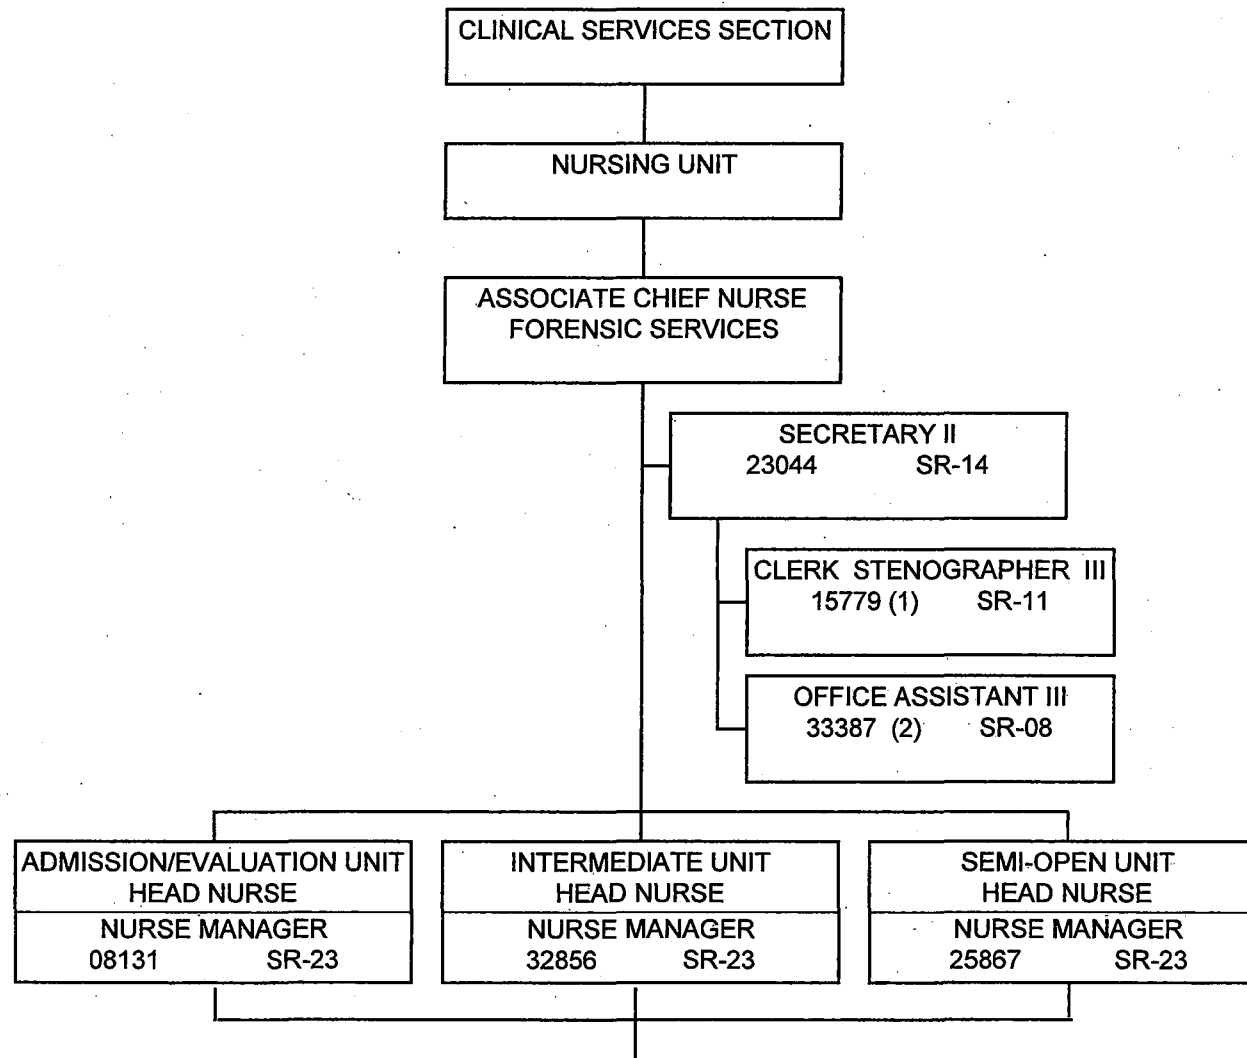 CLINICAL SERVICES SECTION
NURSING UNIT
ASSOCIATE CHIEF NURSE
FORENSIC SERVICES
SECRETARY II
23044 SR-14
CLERK STENOGRAPHER III
15779 (1) SR-11
OFFICE ASSISTANT III
33387 (2) SR-08
ADMISSION/EVALUATION UNIT
HEAD NURSE
NURSE MANAGER
08131 SR-23
INTERMEDIATE UNIT
HEAD NURSE
NURSE MANAGER
32856 SR-23
SEMI-OPEN UNIT
HEAD NURSE
NURSE MANAGER
25867 SR-23